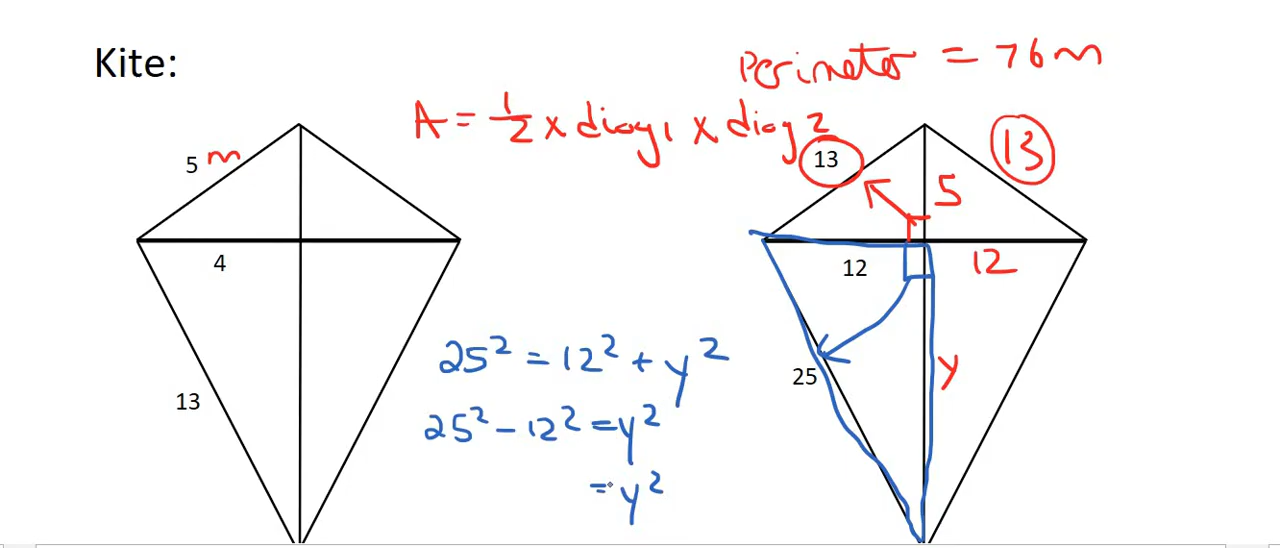 Kite:
Perimeter = 76m
A = 1/2 x diag1 x diag2
5 m
13
13
5
4
12
12
25² = 12² + y²
y
25
13
25² - 12² = y²
= y²